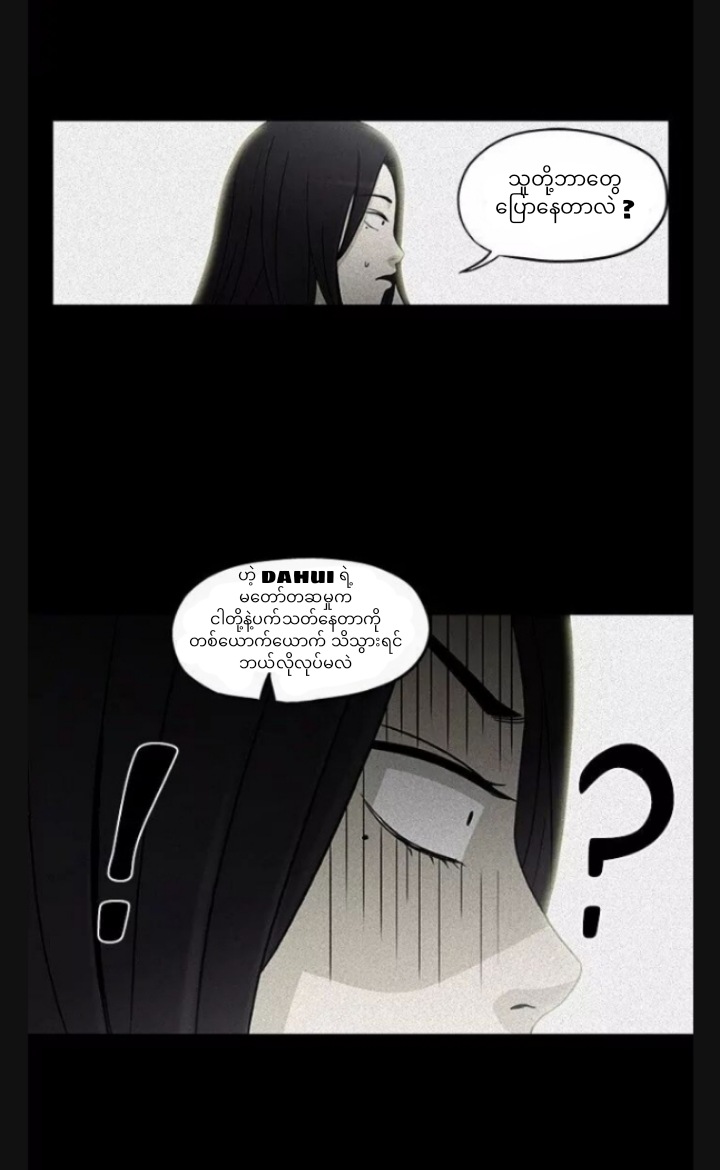 သူတို့ဘာတွေ
ပြောနေတာလဲ ?
ဟဲ့ DAHUI ရဲ့
မတော်တဆမှုက
ငါတို့နဲ့ပက်သတ်နေတာကို
တစ်ယောက်ယောက် သိသွားရင်
ဘယ်လိုလုပ်မလဲ
!
?